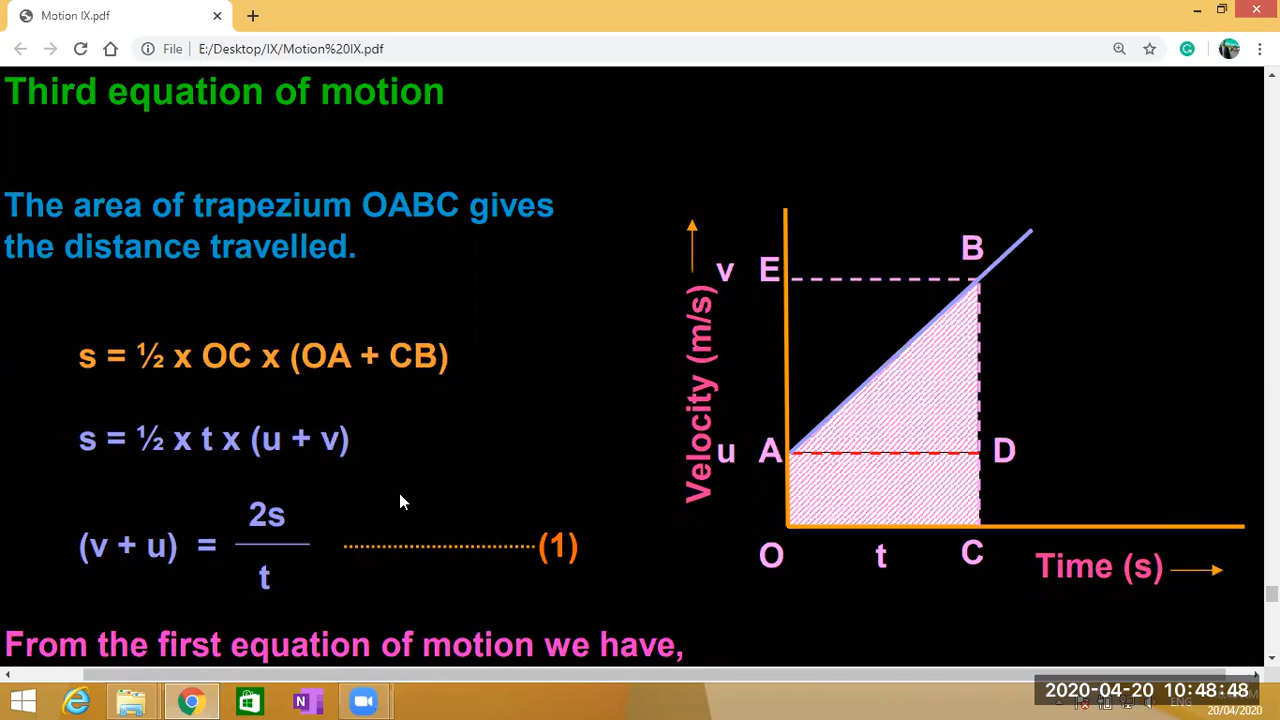 Motion IX.pdf
File E:/Desktop/IX/Motion%20IX.pdf
Third equation of motion
The area of trapezium OABC gives
the distance travelled.
s = ½ x OC x (OA + CB)
s = ½ x t x (u + v)
(v + u) = 2s
t
(1)
From the first equation of motion we have,
Velocity (m/s)
v E B
u A D
O t C
Time (s)
ENG
2020-04-20 10:48:48
20/04/2020